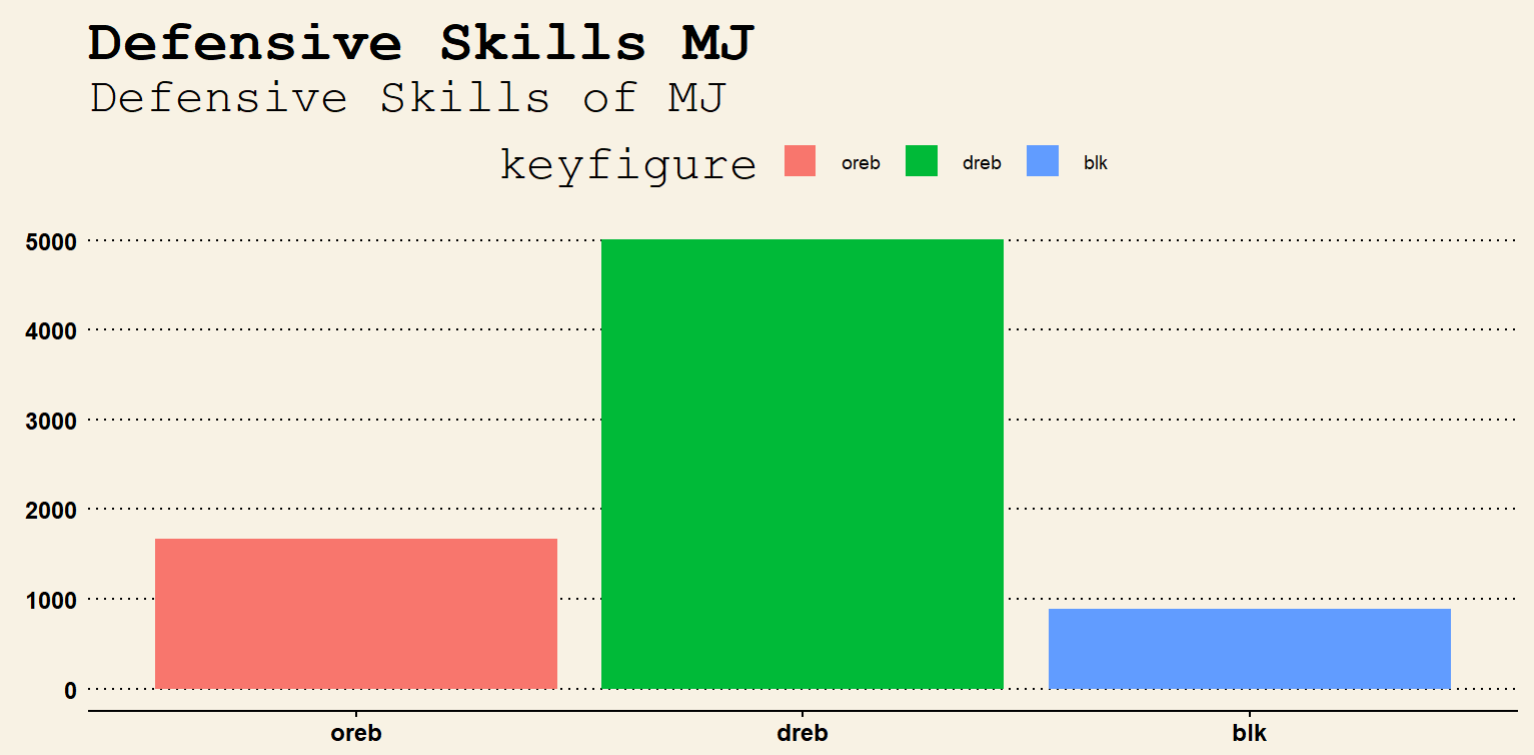 Defensive Skills MJ
Defensive Skills of MJ
keyfigure oreb dreb blk
5000
4000
3000
2000
1000
0
oreb dreb blk